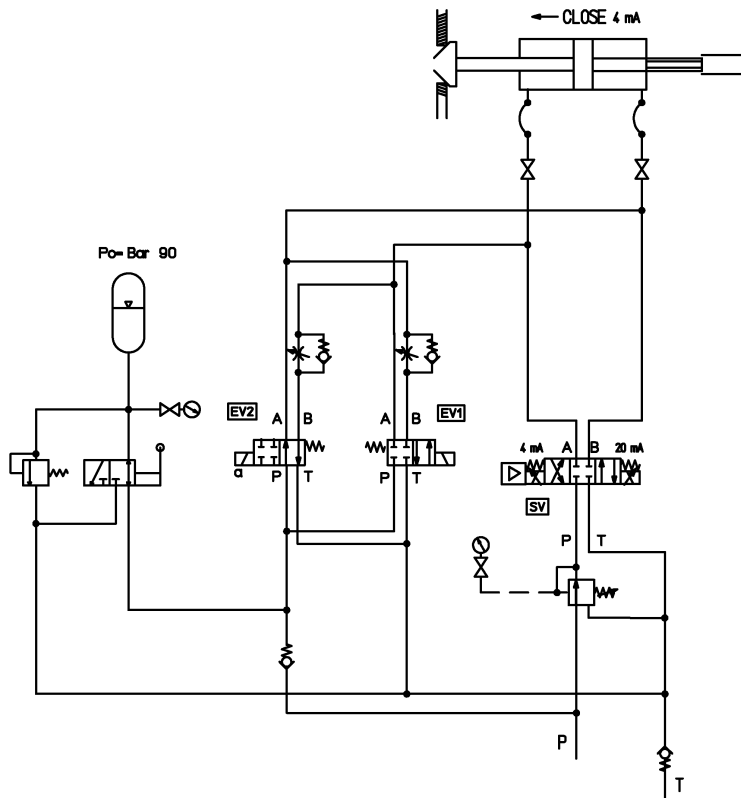 CLOSE 4 mA
Po-Bar 90
EV2
A B
A B
EV1
a
P T
P T
4 mA
A B
20 mA
SV
P T
P
T